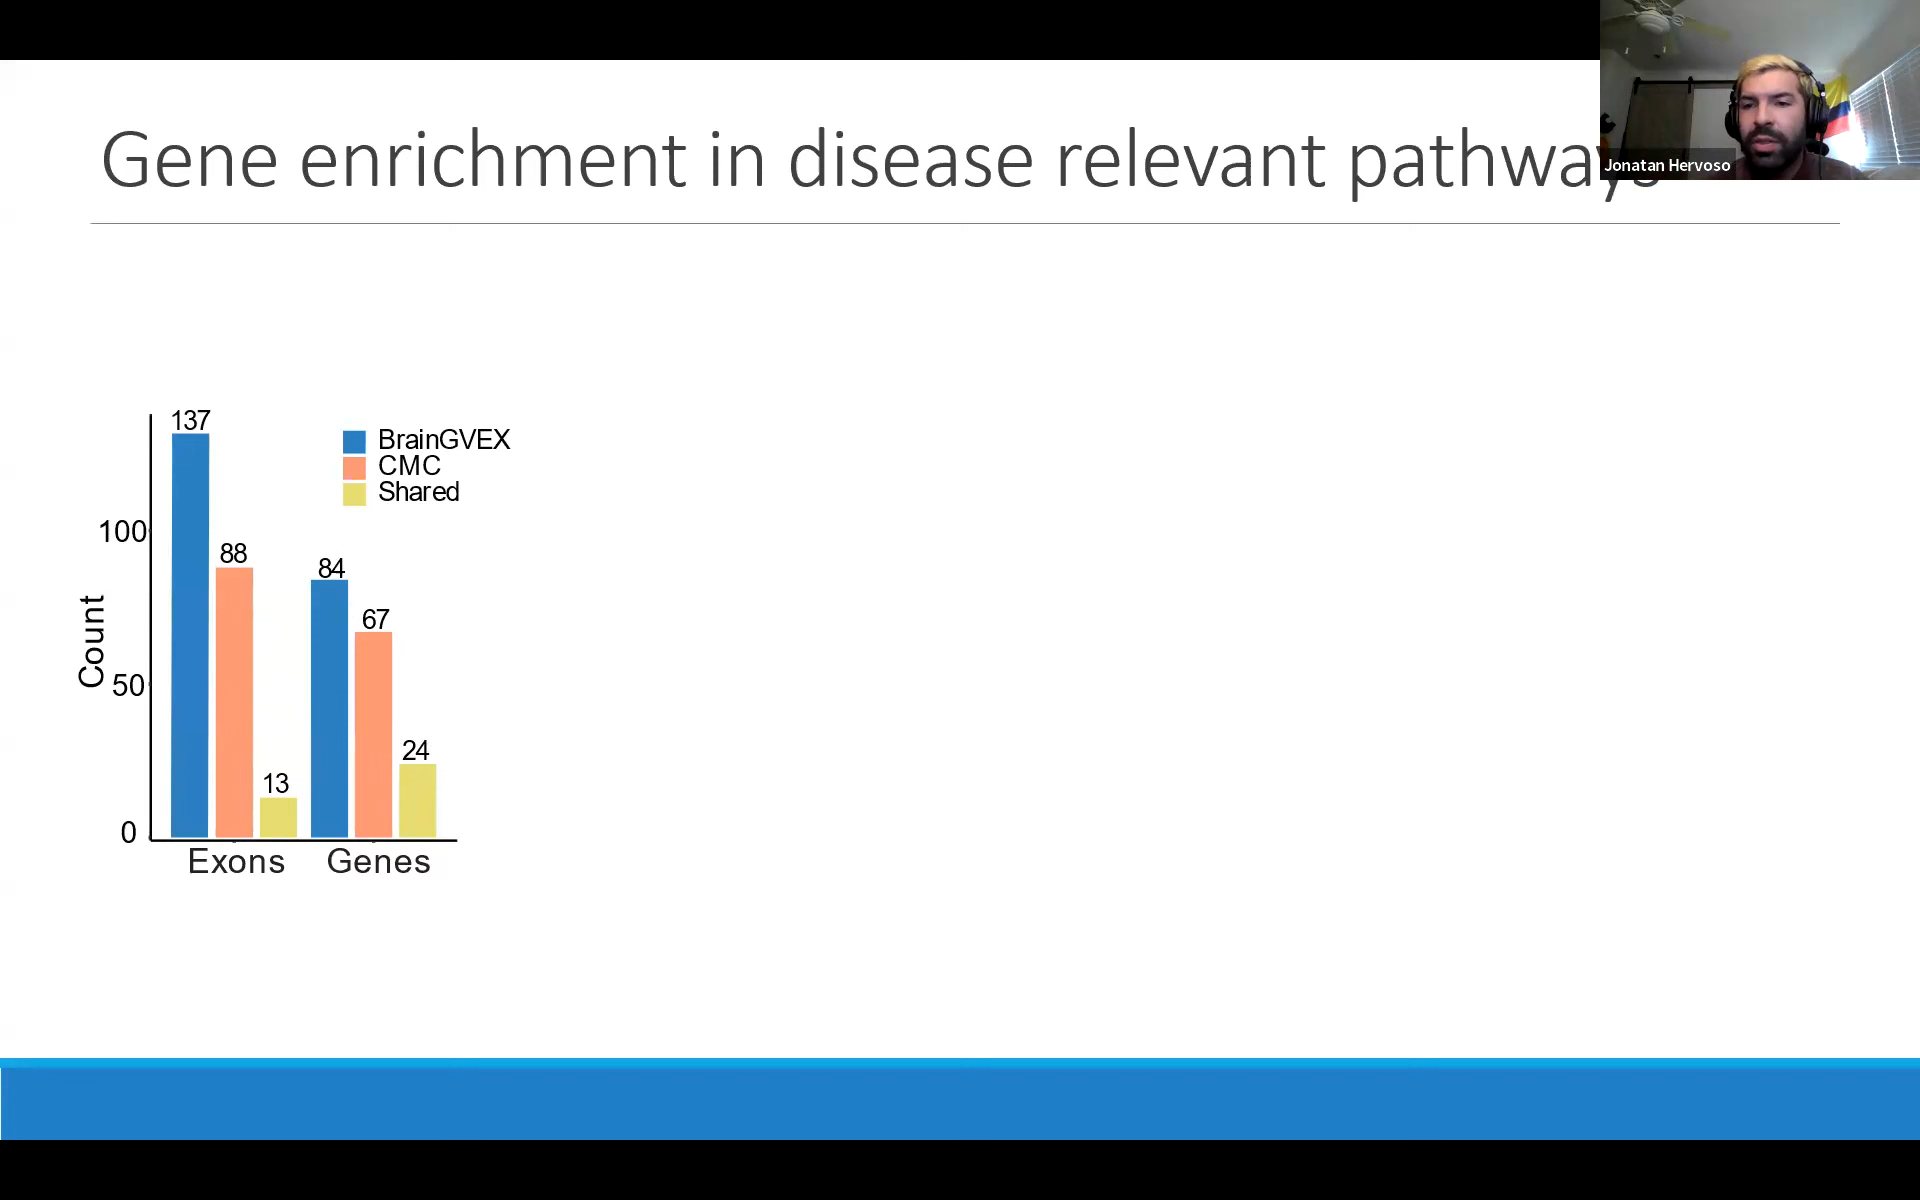 Gene enrichment in disease relevant pathways
Jonatan Hervoso
137
BrainGVEX
CMC
Shared
100
88
84
67
Count
50
24
13
0
Exons Genes